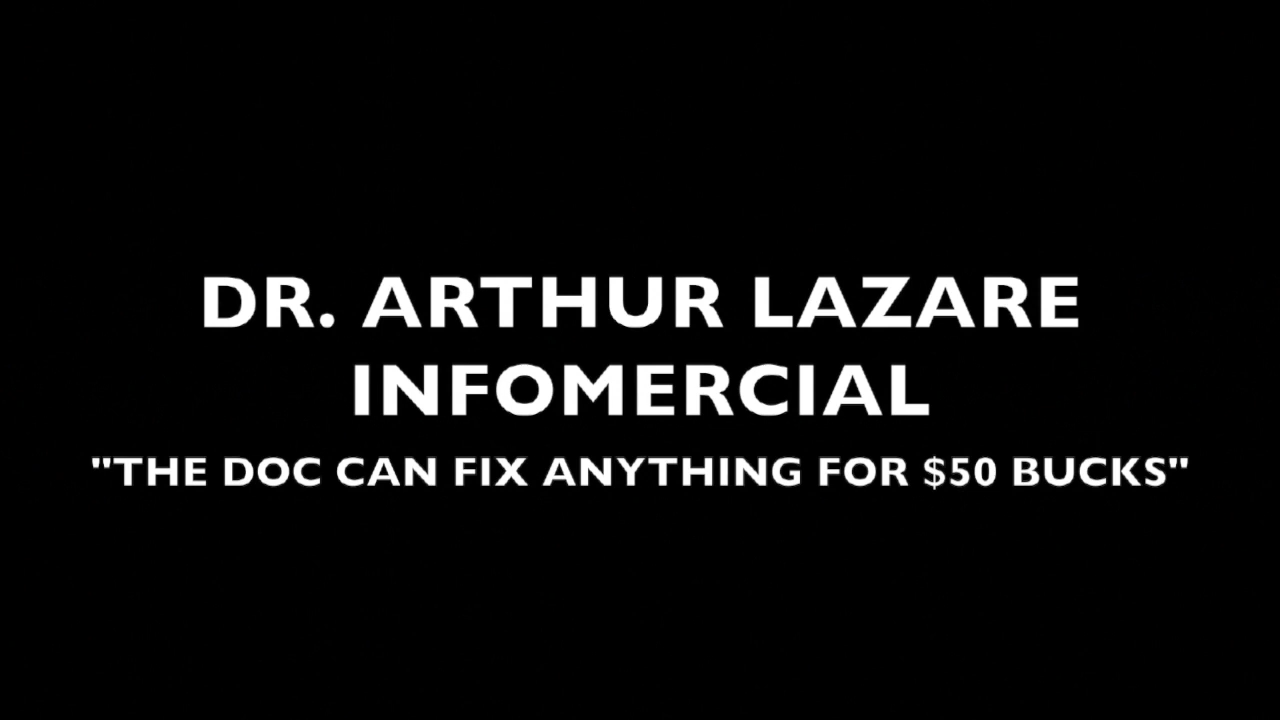 DR. ARTHUR LAZARE
INFOMERCIAL
"THE DOC CAN FIX ANYTHING FOR $50 BUCKS"